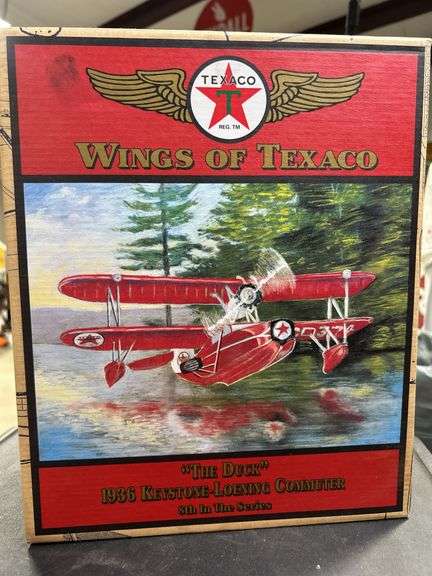 TEXACO
T
REG. TM
WINGS OF TEXACO
"THE DUCK"
1936 KEYSTONE-LOENING COMMUTER
8th In The Series